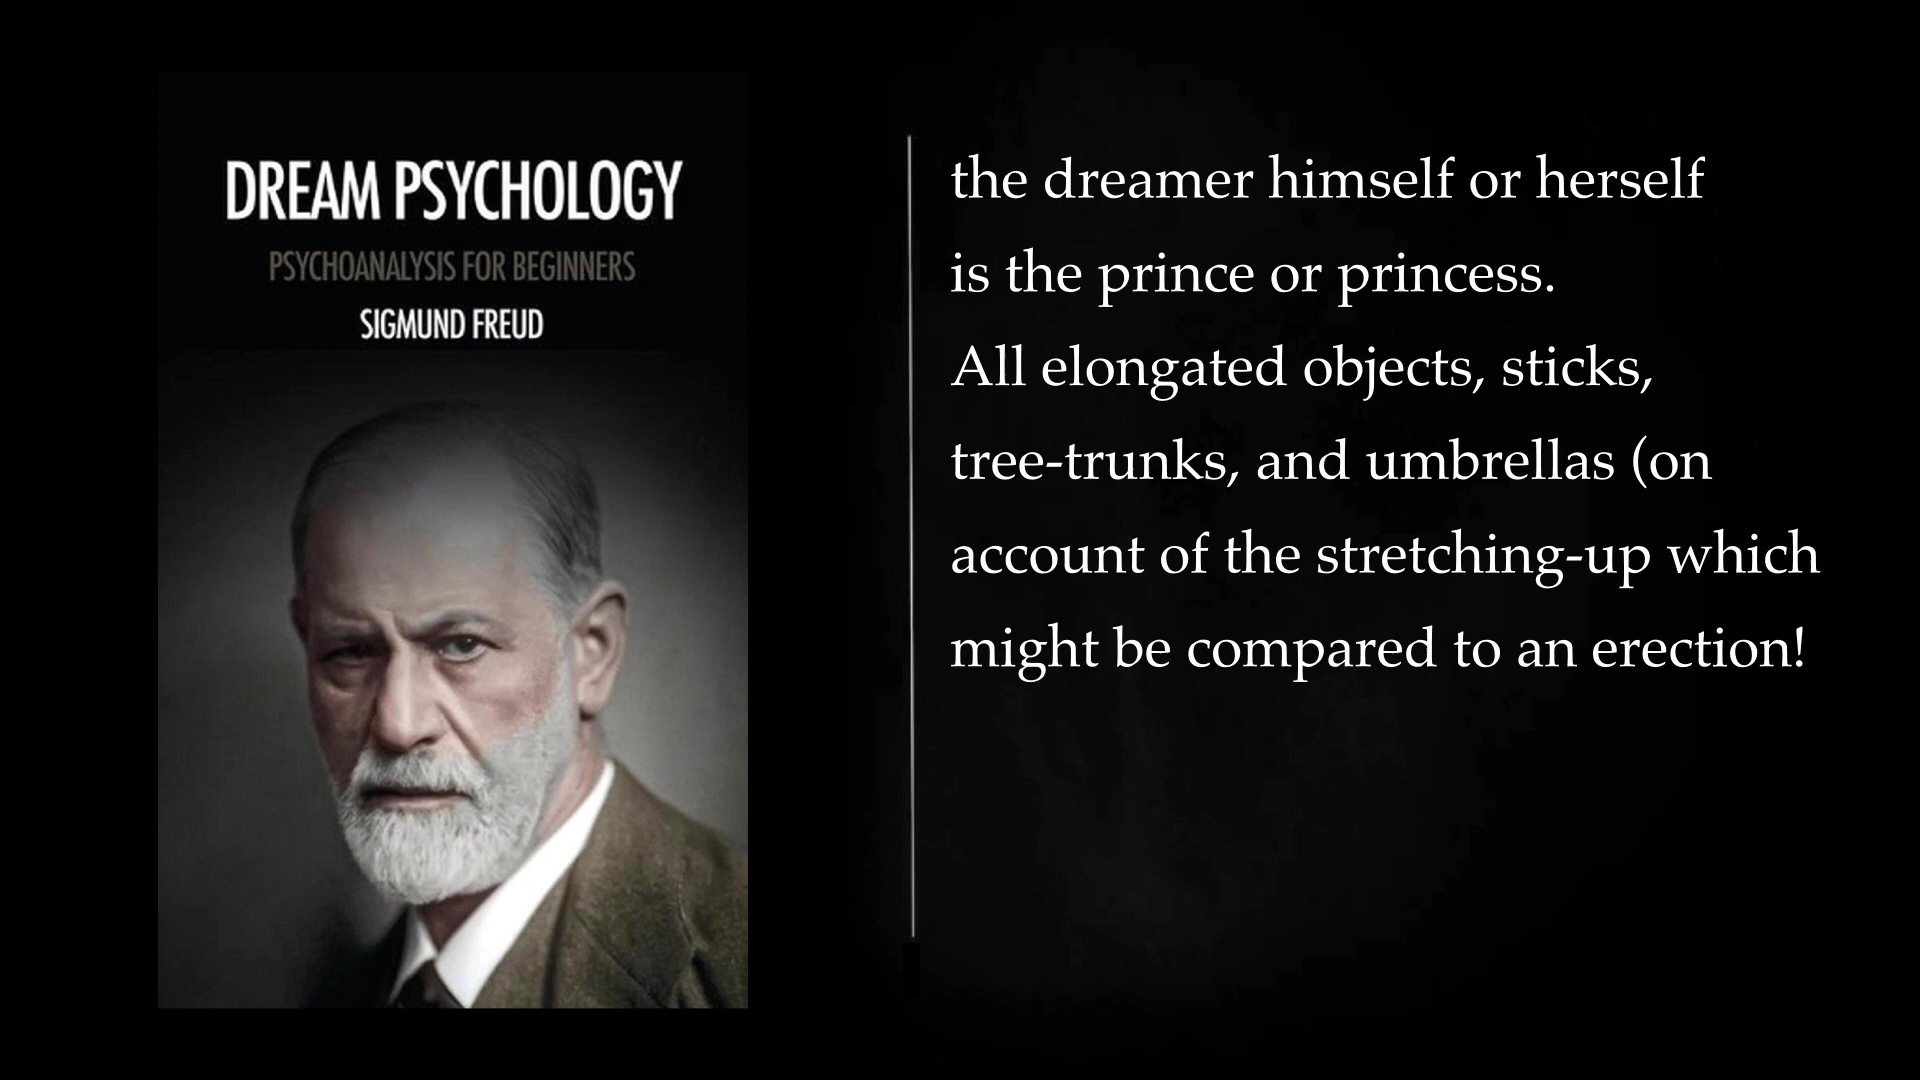 DREAM PSYCHOLOGY
PSYCHOANALYSIS FOR BEGINNERS
SIGMUND FREUD
the dreamer himself or herself
is the prince or princess.
All elongated objects, sticks,
tree-trunks, and umbrellas (on
account of the stretching-up which
might be compared to an erection!